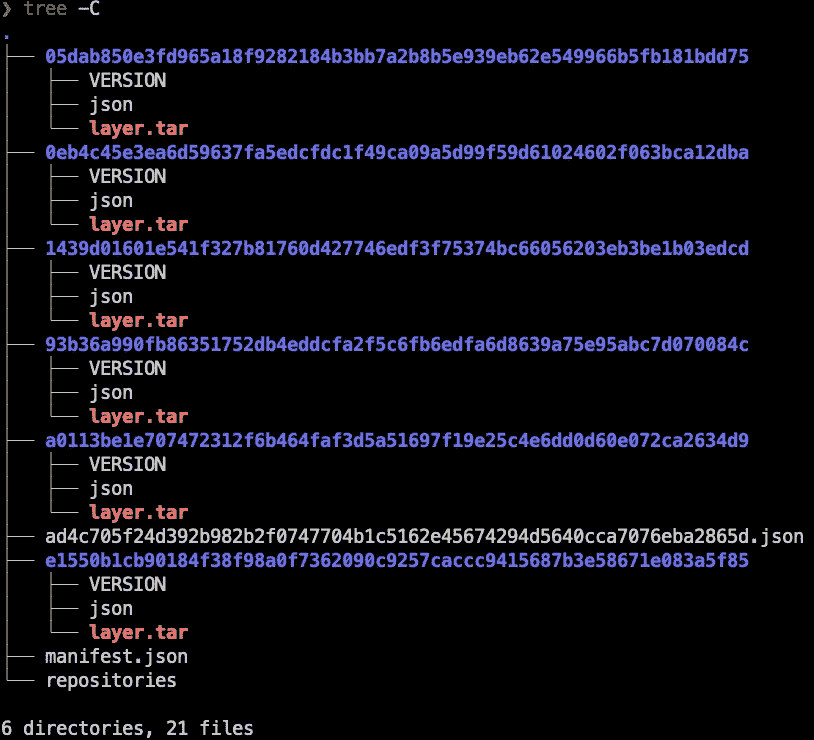 ❯ tree -C
.
├── 05dab850e3fd965a18f9282184b3bb7a2b8b5e939eb62e549966b5fb181bdd75
│   ├── VERSION
│   ├── json
│   └── layer.tar
├── 0eb4c45e3ea6d59637fa5edcfdc1f49ca09a5d99f59d61024602f063bca12dba
│   ├── VERSION
│   ├── json
│   └── layer.tar
├── 1439d01601e541f327b81760d427746edf3f75374bc66056203eb3be1b03edcd
│   ├── VERSION
│   ├── json
│   └── layer.tar
├── 93b36a990fb86351752db4eddcfa2f5c6fb6edfa6d8639a75e95abc7d070084c
│   ├── VERSION
│   ├── json
│   └── layer.tar
├── a0113be1e707472312f6b464faf3d5a51697f19e25c4e6dd0d60e072ca2634d9
│   ├── VERSION
│   ├── json
│   └── layer.tar
├── ad4c705f24d392b982b2f0747704b1c5162e45674294d5640cca7076eba2865d.json
├── e1550b1cb90184f38f98a0f7362090c9257caccc9415687b3e58671e083a5f85
│   ├── VERSION
│   ├── json
│   └── layer.tar
├── manifest.json
└── repositories
6 directories, 21 files